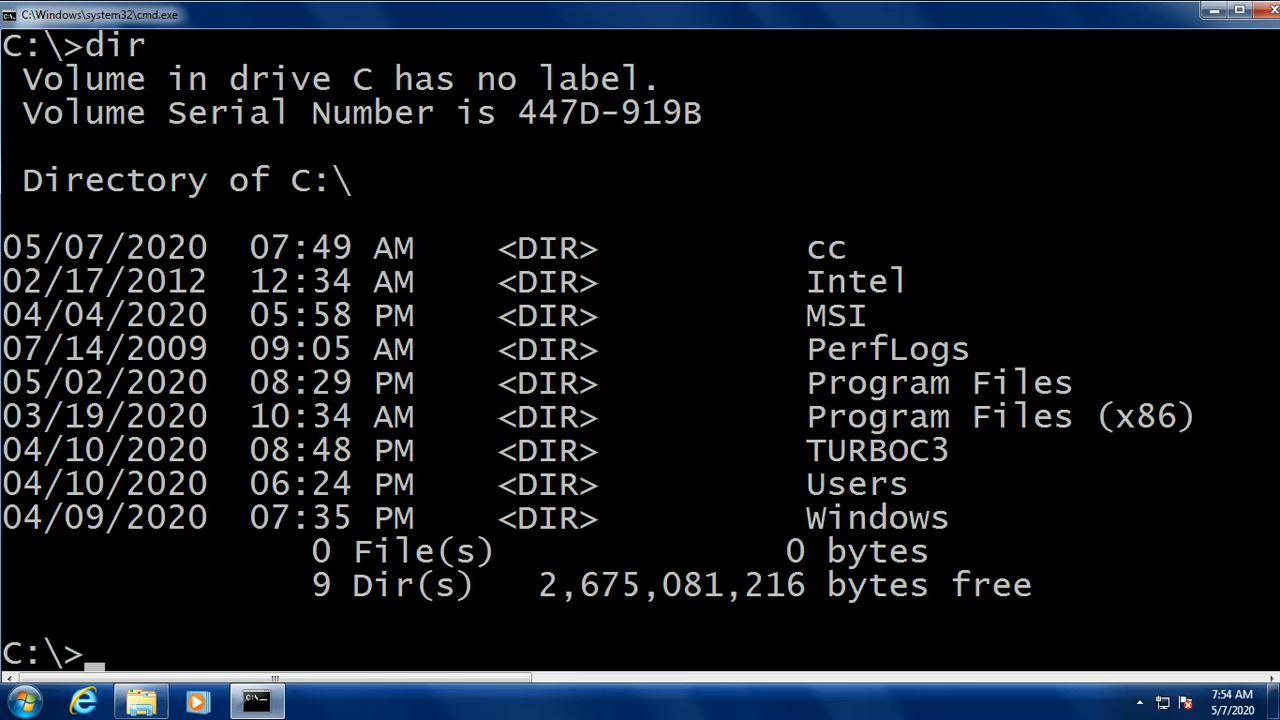 C:\Windows\system32\cmd.exe
C:\>dir
Volume in drive C has no label.
Volume Serial Number is 447D-919B
Directory of C:\
05/07/2020 07:49 AM <DIR> cc
02/17/2012 12:34 AM <DIR> Intel
04/04/2020 05:58 PM <DIR> MSI
07/14/2009 09:05 AM <DIR> PerfLogs
05/02/2020 08:29 PM <DIR> Program Files
03/19/2020 10:34 AM <DIR> Program Files (x86)
04/10/2020 08:48 PM <DIR> TURBOC3
04/10/2020 06:24 PM <DIR> Users
04/09/2020 07:35 PM <DIR> Windows
0 File(s) 0 bytes
9 Dir(s) 2,675,081,216 bytes free
C:\>_
7:54 AM
5/7/2020